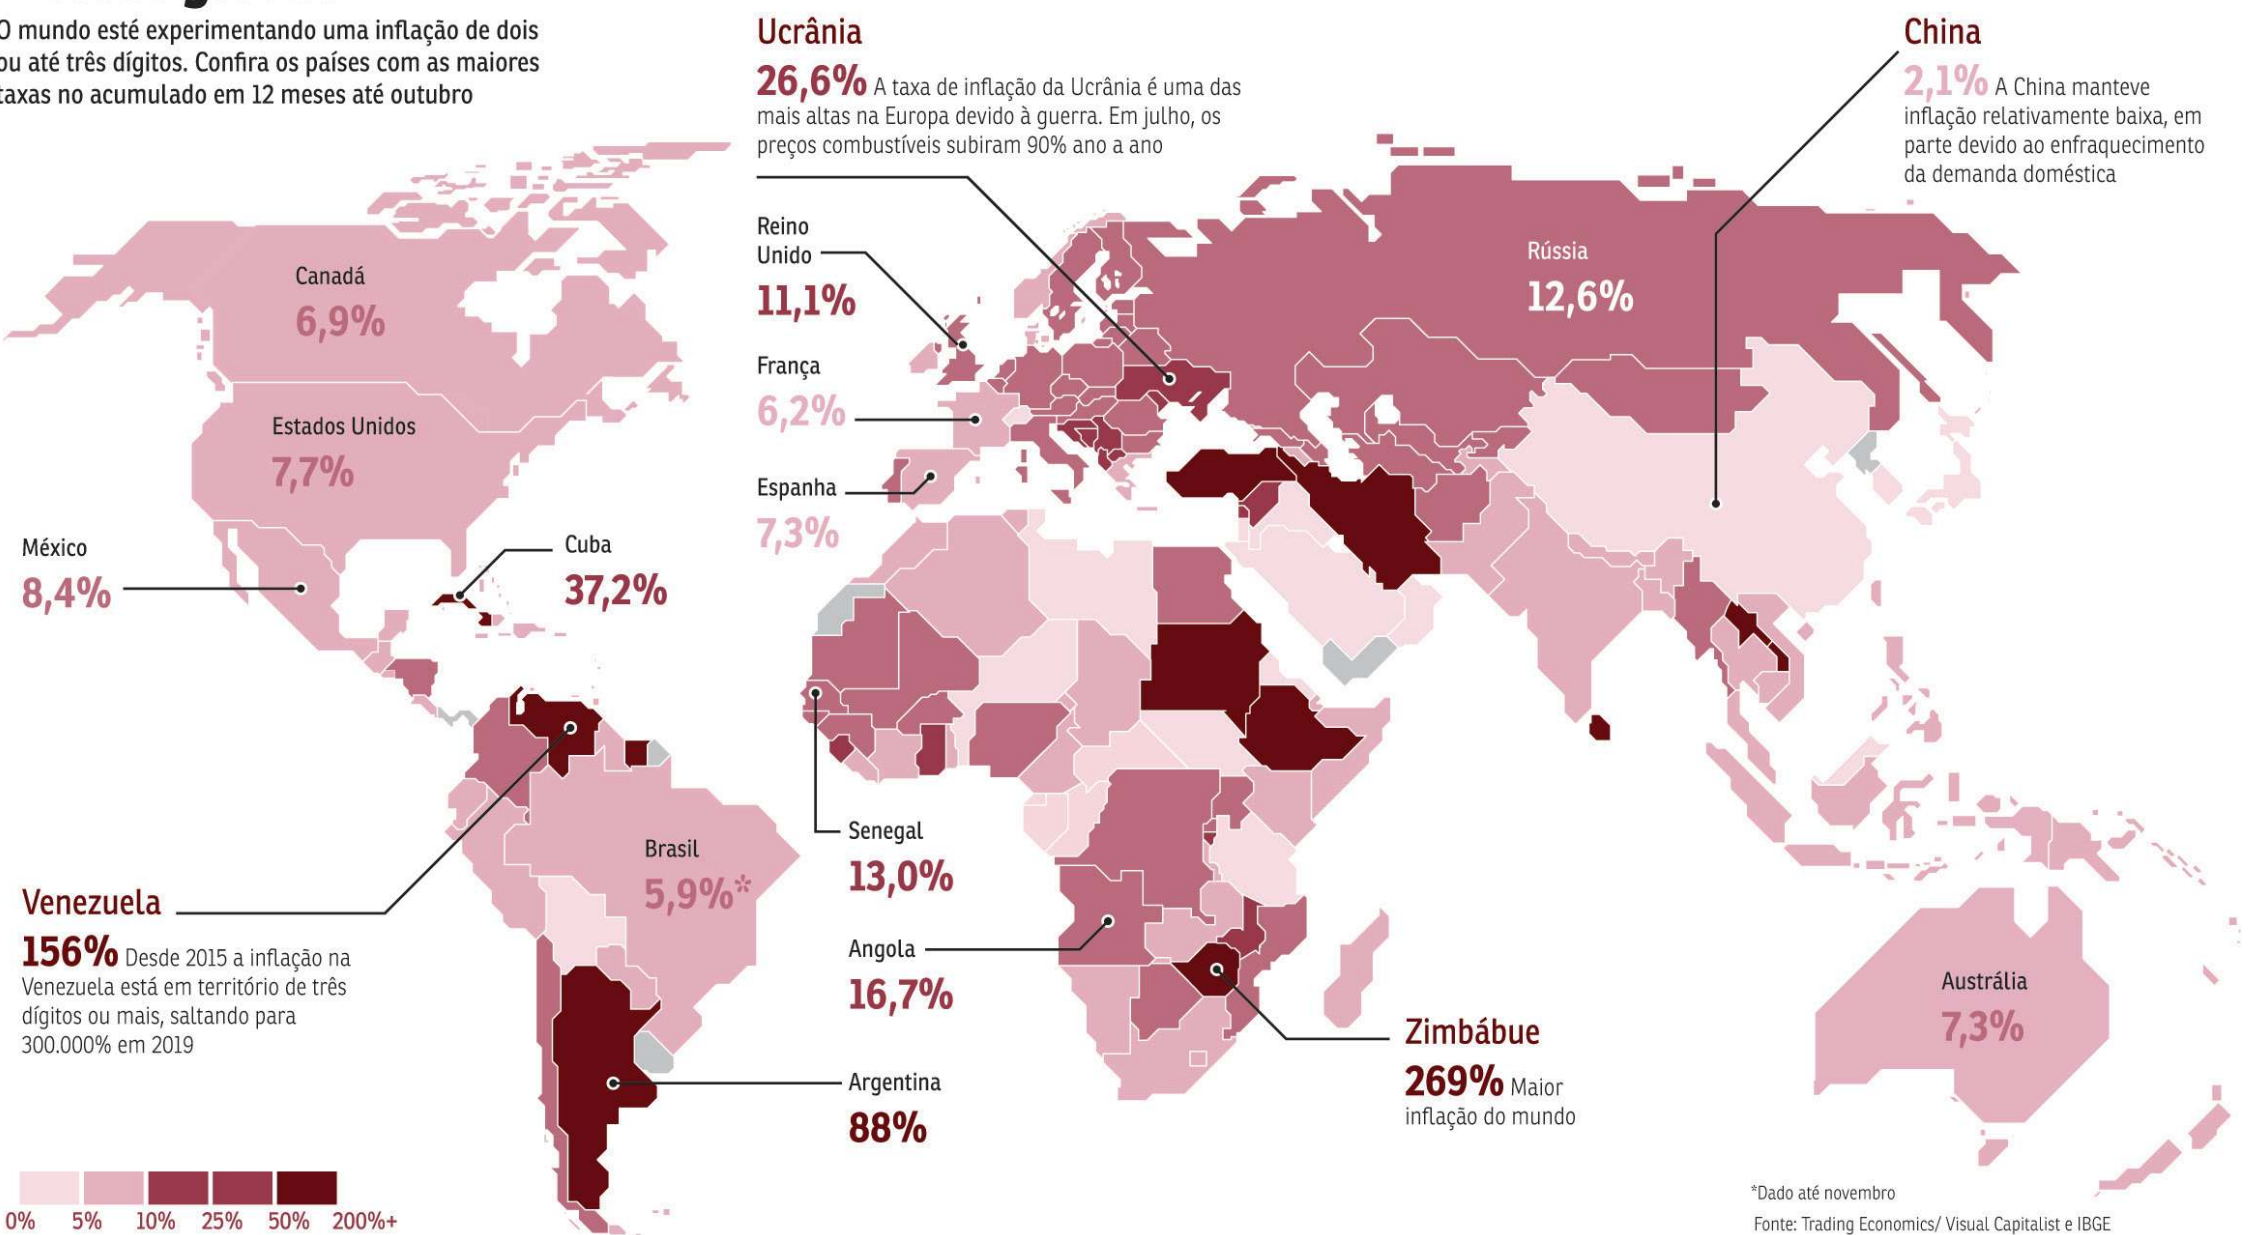 O mundo esté experimentando uma inflação de dois
ou até três dígitos. Confira os países com as maiores
taxas no acumulado em 12 meses até outubro
Ucrânia
26,6% A taxa de inflação da Ucrânia é uma das
mais altas na Europa devido à guerra. Em julho, os
preços combustíveis subiram 90% ano a ano
China
2,1% A China manteve
inflação relativamente baixa, em
parte devido ao enfraquecimento
da demanda doméstica
Reino
Unido
11,1%
Rússia
12,6%
Canadá
6,9%
França
6,2%
Estados Unidos
7,7%
Espanha
7,3%
México
8,4%
Cuba
37,2%
Senegal
13,0%
Brasil
5,9%*
Venezuela
156% Desde 2015 a inflação na
Venezuela está em território de três
dígitos ou mais, saltando para
300.000% em 2019
Angola
16,7%
Austrália
7,3%
Zimbábue
269% Maior
inflação do mundo
Argentina
88%
0% 5% 10% 25% 50% 200%+
*Dado até novembro
Fonte: Trading Economics/ Visual Capitalist e IBGE